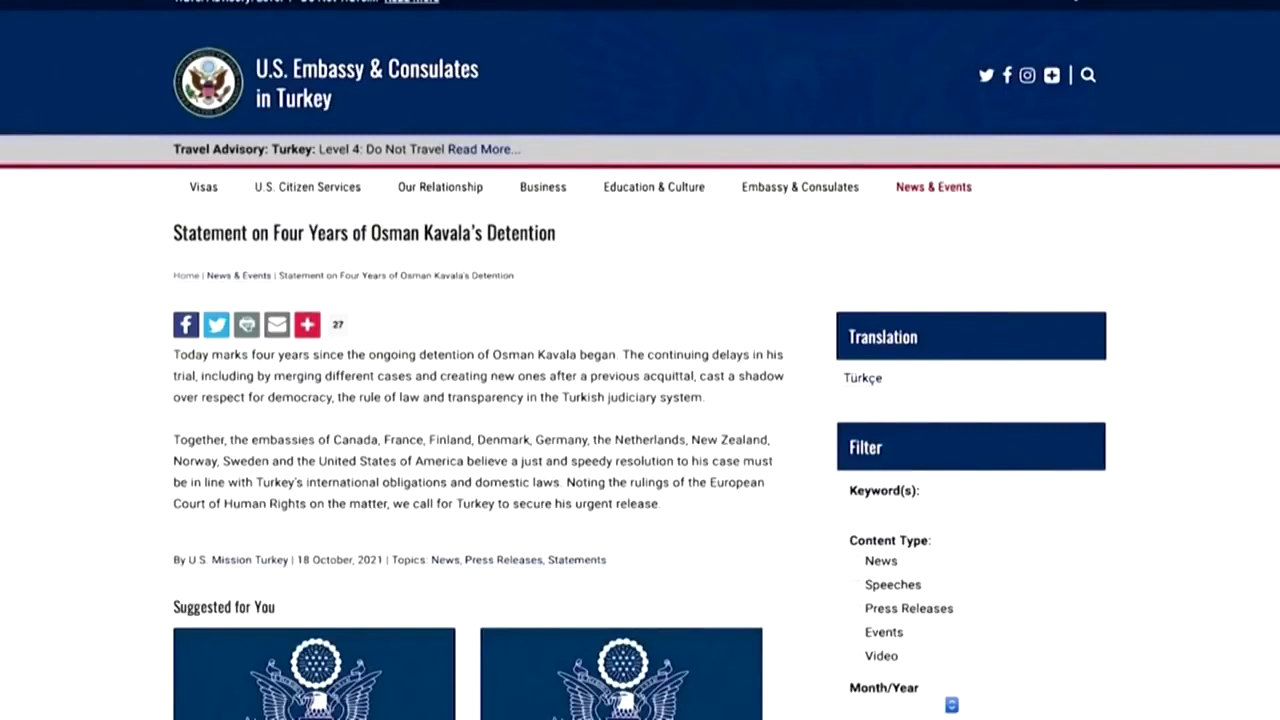 U.S. Embassy & Consulates
in Turkey
Travel Advisory: Turkey: Level 4: Do Not Travel Read More...
Visas U.S. Citizen Services Our Relationship Business Education & Culture Embassy & Consulates News & Events
Statement on Four Years of Osman Kavala's Detention
Home | News & Events | Statement on Four Years of Osman Kavala's Detention
27
Today marks four years since the ongoing detention of Osman Kavala began. The continuing delays in his
trial, including by merging different cases and creating new ones after a previous acquittal, cast a shadow
over respect for democracy, the rule of law and transparency in the Turkish judiciary system.
Together, the embassies of Canada, France, Finland, Denmark, Germany, the Netherlands, New Zealand,
Norway, Sweden and the United States of America believe a just and speedy resolution to his case must
be in line with Turkey's international obligations and domestic laws. Noting the rulings of the European
Court of Human Rights on the matter, we call for Turkey to secure his urgent release.
By U.S. Mission Turkey | 18 October, 2021 | Topics: News, Press Releases, Statements
Suggested for You
Translation
Türkçe
Filter
Keyword(s):
Content Type:
News
Speeches
Press Releases
Events
Video
Month/Year